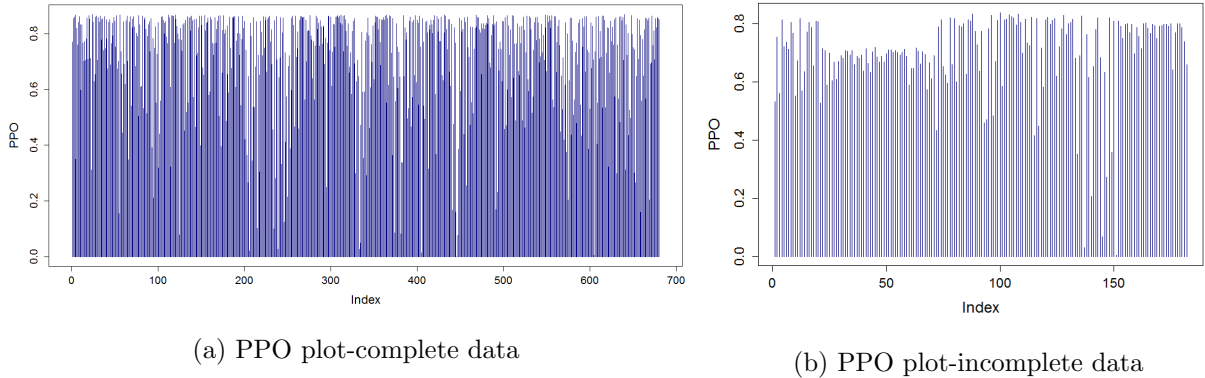 PPO
0.8
0.6
0.4
0.2
0.0
0 100 200 300 400 500 600 700
Index
(a) PPO plot-complete data
PPO
0.8
0.6
0.4
0.2
0.0
0 50 100 150
Index
(b) PPO plot-incomplete data